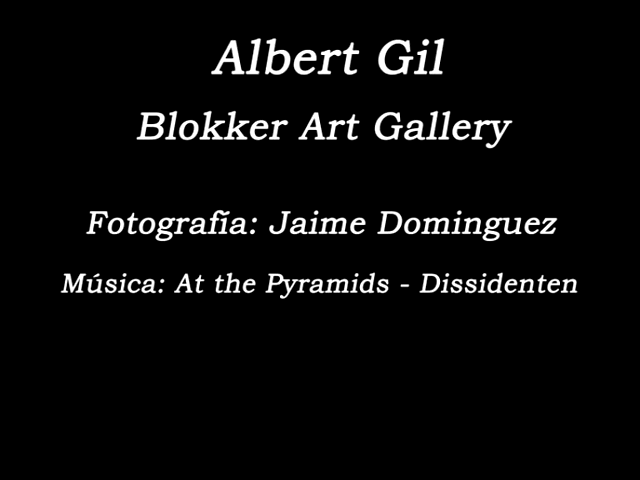 Albert Gil
Blokker Art Gallery
Fotografía: Jaime Dominguez
Música: At the Pyramids - Dissidenten